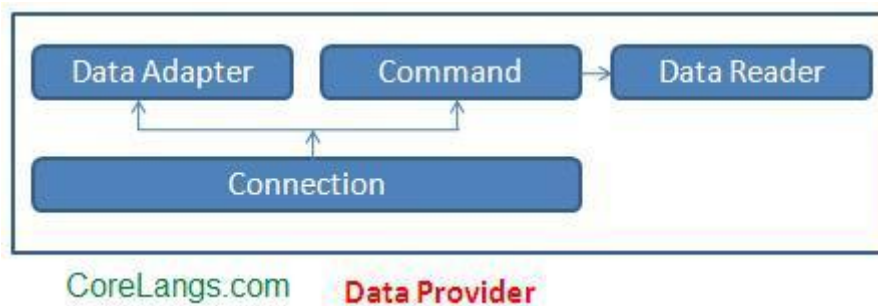 Data Adapter
Command
Data Reader
Connection
CoreLangs.com
Data Provider